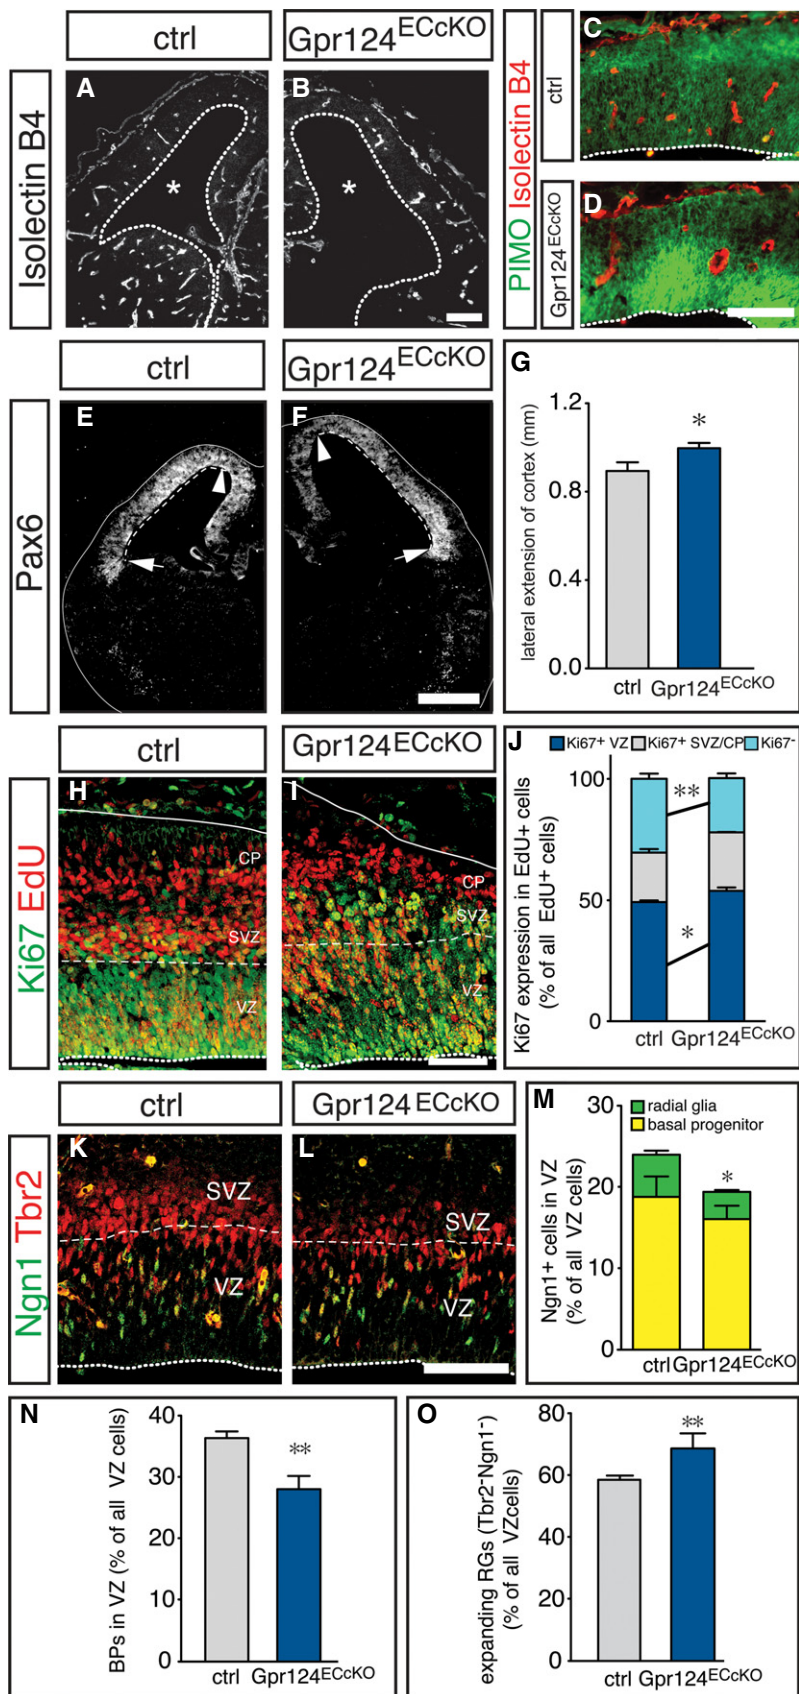 ctrl
Gpr124ECcKO
Isolectin B4
A
B
*
*
PIMO Isolectin B4
ctrl
Gpr124ECcKO
C
D
ctrl
Gpr124ECcKO
Pax6
E
F
G
lateral extension of cortex (mm)
1.2
0.8
0.4
0.0
*
ctrl
Gpr124ECcKO
ctrl
Gpr124ECcKO
Ki67 EdU
H
CP
SVZ
VZ
I
CP
SVZ
VZ
J
Ki67+ VZ
Ki67+ SVZ/CP
Ki67-
Ki67 expression in EdU+ cells
(% of all EdU+ cells)
100
50
0
**
*
ctrl
Gpr124ECcKO
ctrl
Gpr124ECcKO
Ngn1 Tbr2
K
SVZ
VZ
L
SVZ
VZ
M
radial glia
basal progenitor
Ngn1+ cells in VZ
(% of all VZ cells)
30
20
10
0
*
ctrl
Gpr124ECcKO
N
BPs in VZ (% of all VZ cells)
40
30
20
10
0
**
ctrl
Gpr124ECcKO
O
expanding RGs (Tbr2-Ngn1-)
(% of all VZcells)
80
60
40
20
0
**
ctrl
Gpr124ECcKO